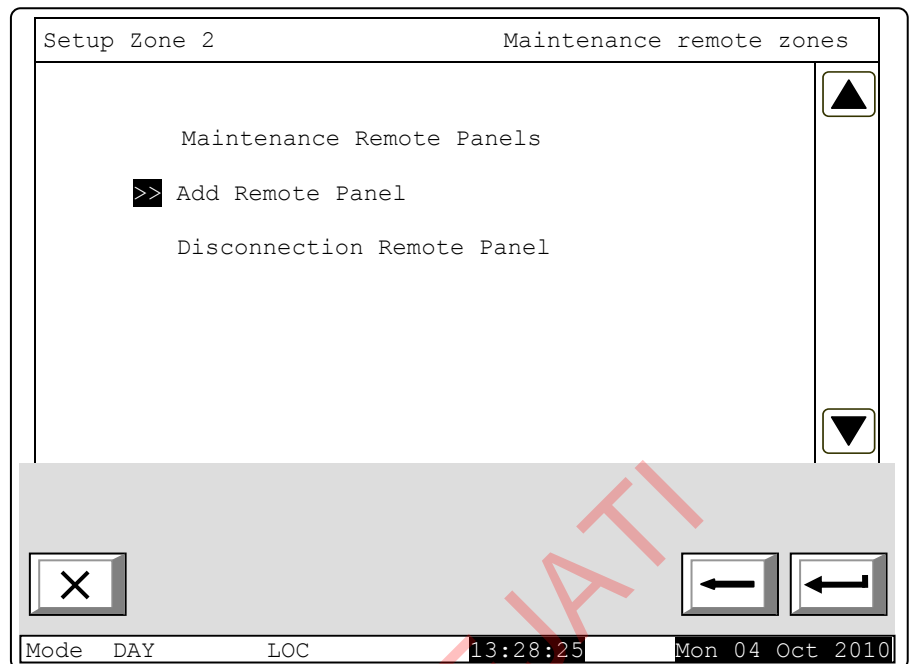 Setup Zone 2 Maintenance remote zones
Maintenance Remote Panels
>> Add Remote Panel
Disconnection Remote Panel
Mode DAY LOC 13:28:25 Mon 04 Oct 2010